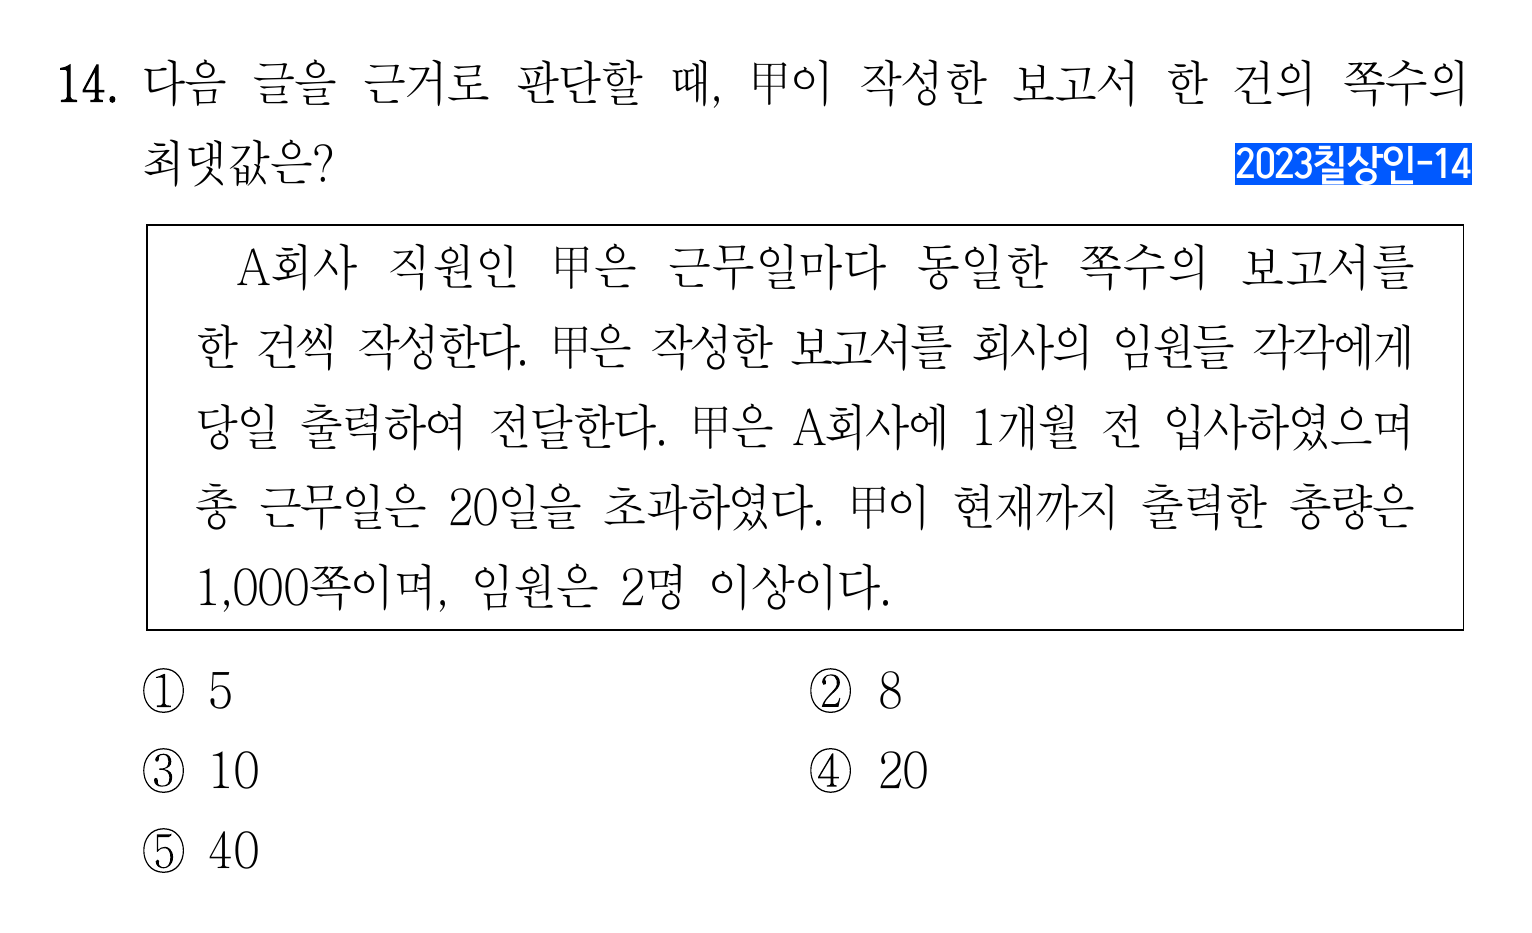 14. 다음 글을 근거로 판단할 때, 甲이 작성한 보고서 한 건의 쪽수의
최댓값은?
2023칠상인-14
A회사 직원인 甲은 근무일마다 동일한 쪽수의 보고서를
한 건씩 작성한다. 甲은 작성한 보고서를 회사의 임원들 각각에게
당일 출력하여 전달한다. 甲은 A회사에 1개월 전 입사하였으며
총 근무일은 20일을 초과하였다. 甲이 현재까지 출력한 총량은
1,000쪽이며, 임원은 2명 이상이다.
① 5
② 8
③ 10
④ 20
⑤ 40